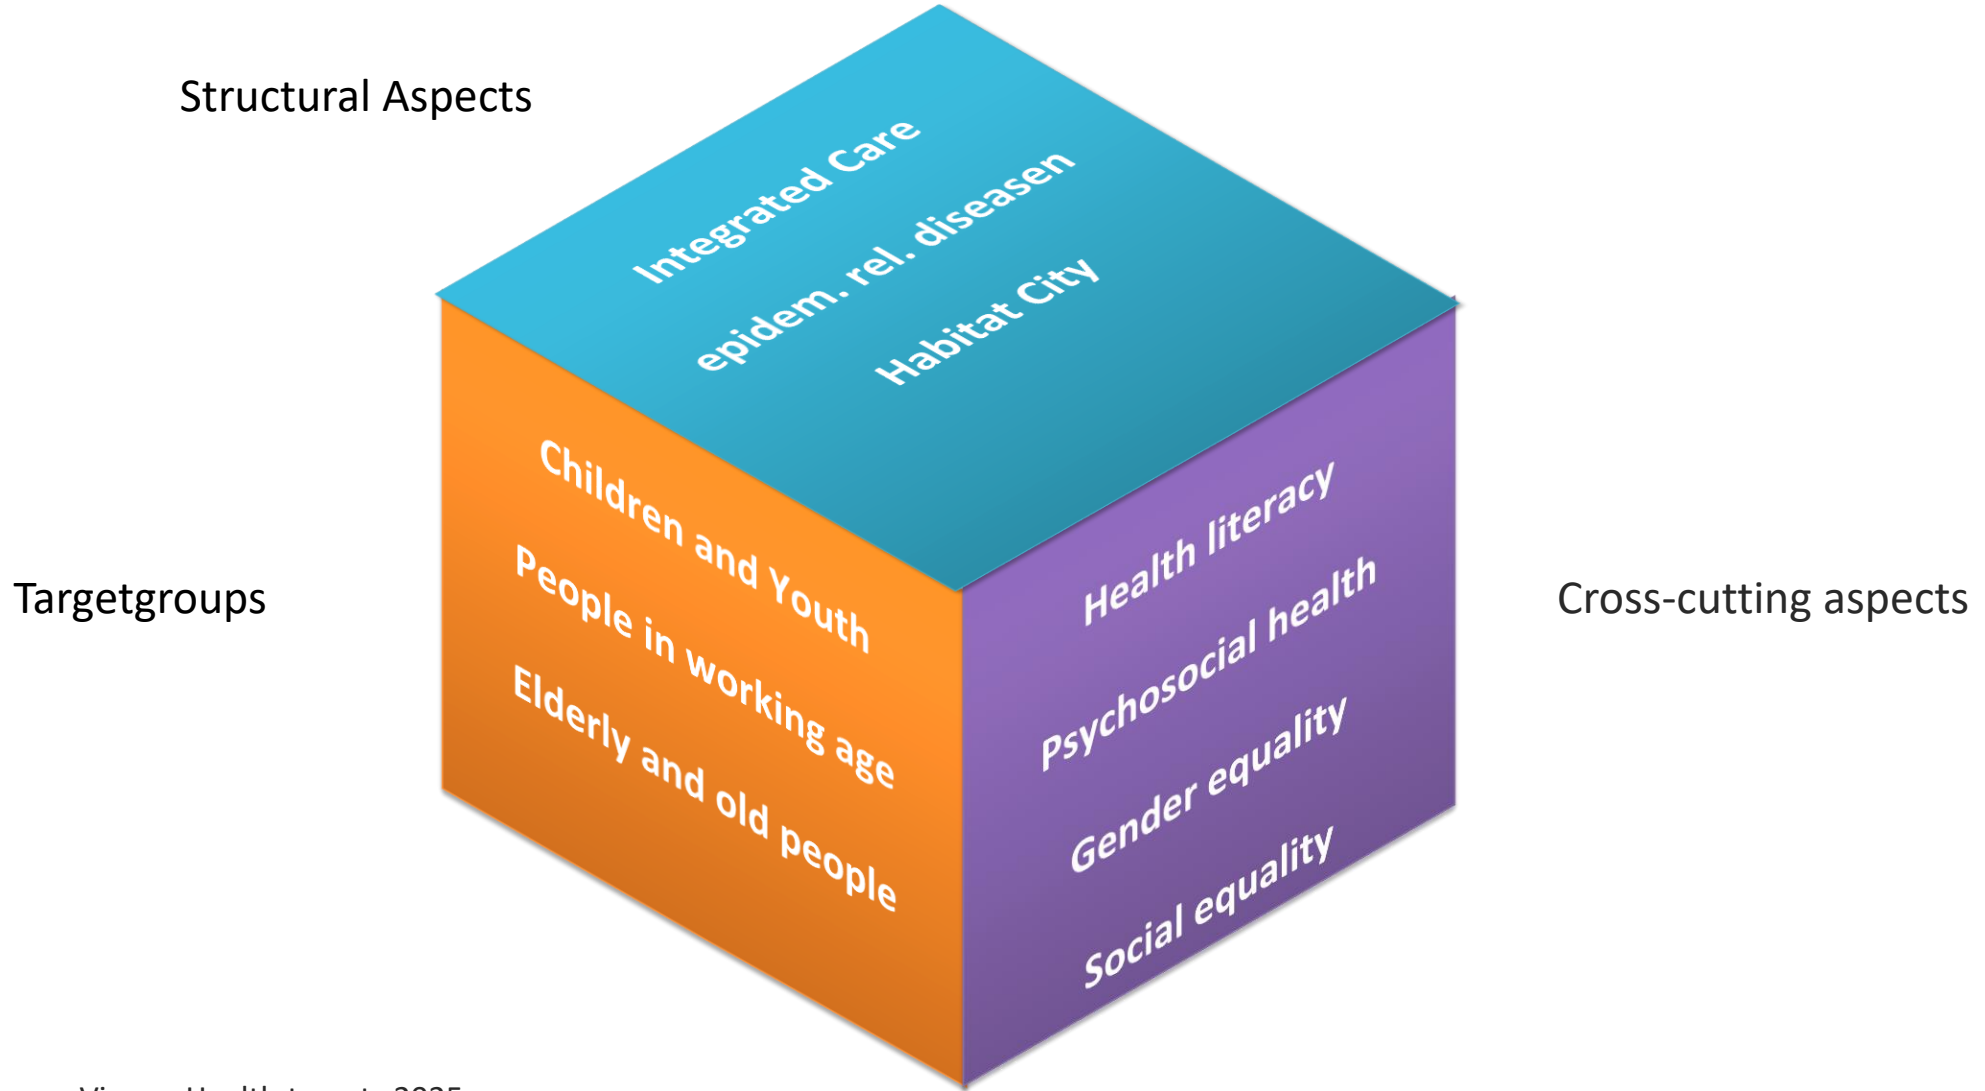 Structural Aspects
Integrated Care
epidem. rel. diseasen
Habitat City
Targetgroups
Children and Youth
People in working age
Elderly and old people
Health literacy
Psychosocial health
Gender equality
Social equality
Cross-cutting aspects